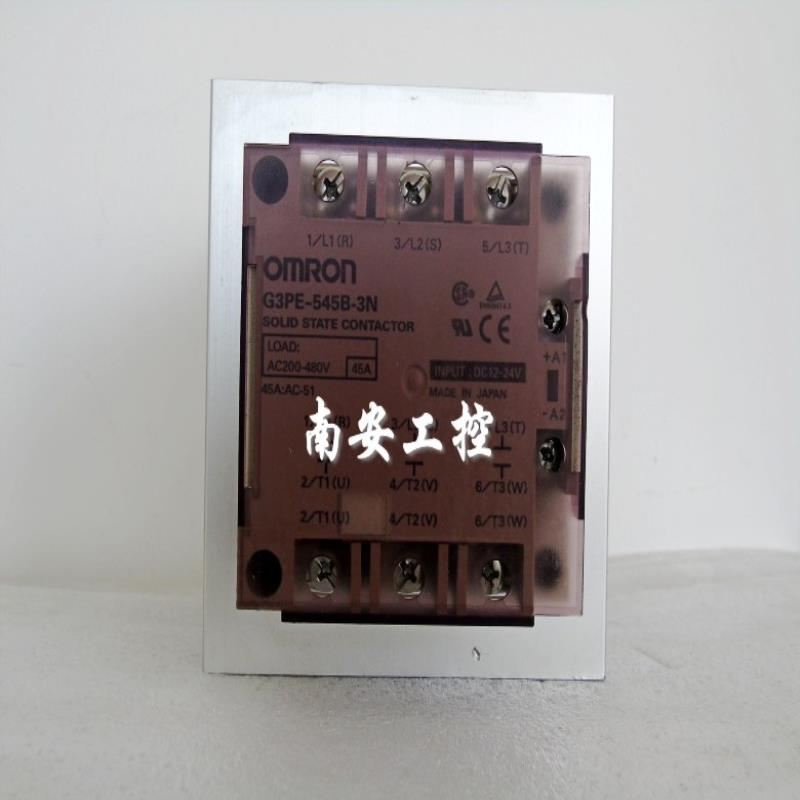 1/L1(R) 3/L2(S) 5/L3(T)
OMRON
G3PE-545B-3N
SOLID STATE CONTACTOR
LOAD:
AC200-480V 45A
45A:AC-51
INPUT : DC12-24V
MADE IN JAPAN
+A1
-A2
南安工控
L3(T)
2/T1(U) 4/T2(V) 6/T3(W)
2/T1(U) 4/T2(V) 6/T3(W)